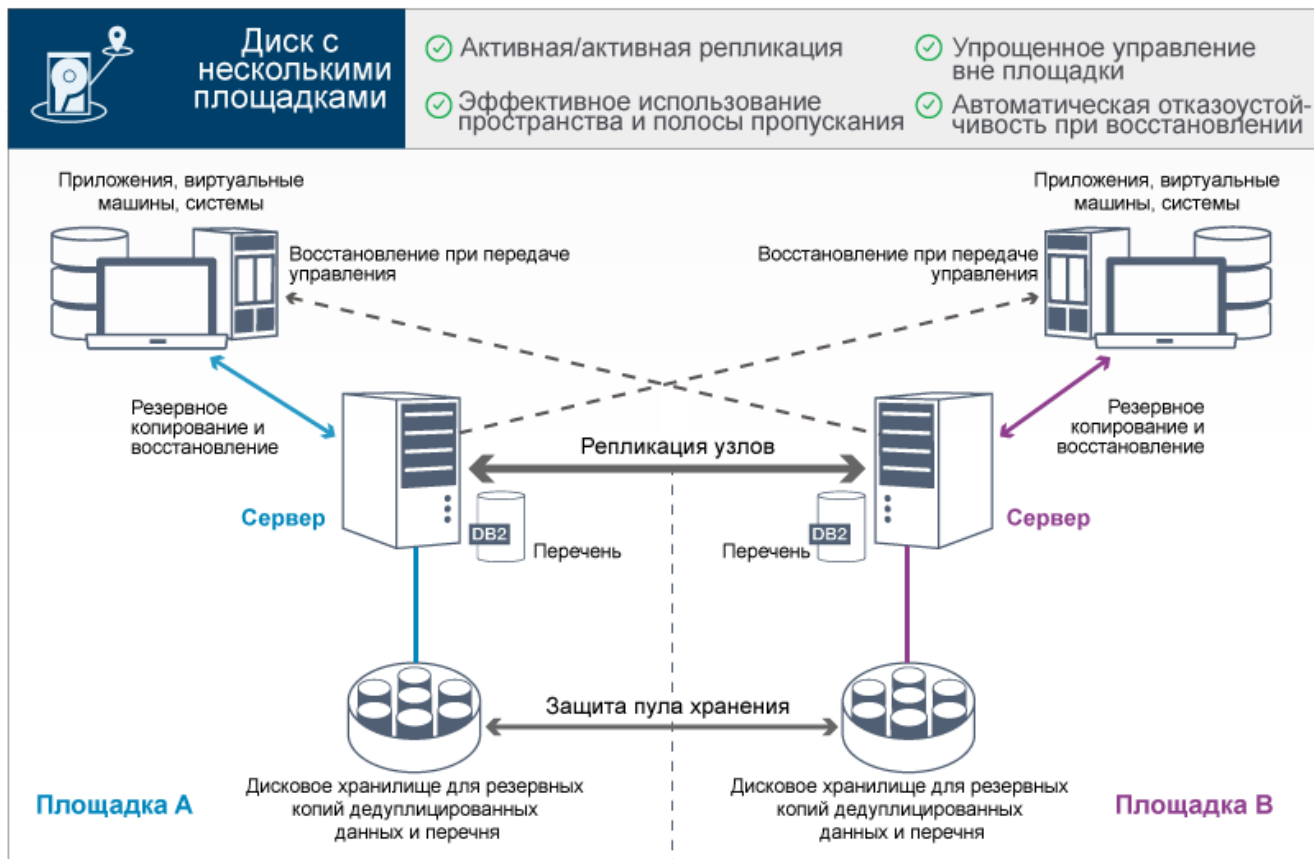 Диск с
несколькими
площадками
Активная/активная репликация
Эффективное использование
пространства и полосы пропускания
Упрощенное управление
вне площадки
Автоматическая отказоустой-
чивость при восстановлении
Приложения, виртуальные
машины, системы
Восстановление при передаче
управления
Восстановление при передаче
управления
Приложения, виртуальные
машины, системы
Резервное
копирование и
восстановление
Резервное
копирование и
восстановление
Репликация узлов
Сервер
DB2
Перечень
Перечень
DB2
Сервер
Защита пула хранения
Площадка A
Дисковое хранилище для резервных
копий дедуплицированных
данных и перечня
Дисковое хранилище для резервных
копий дедуплицированных
данных и перечня
Площадка B